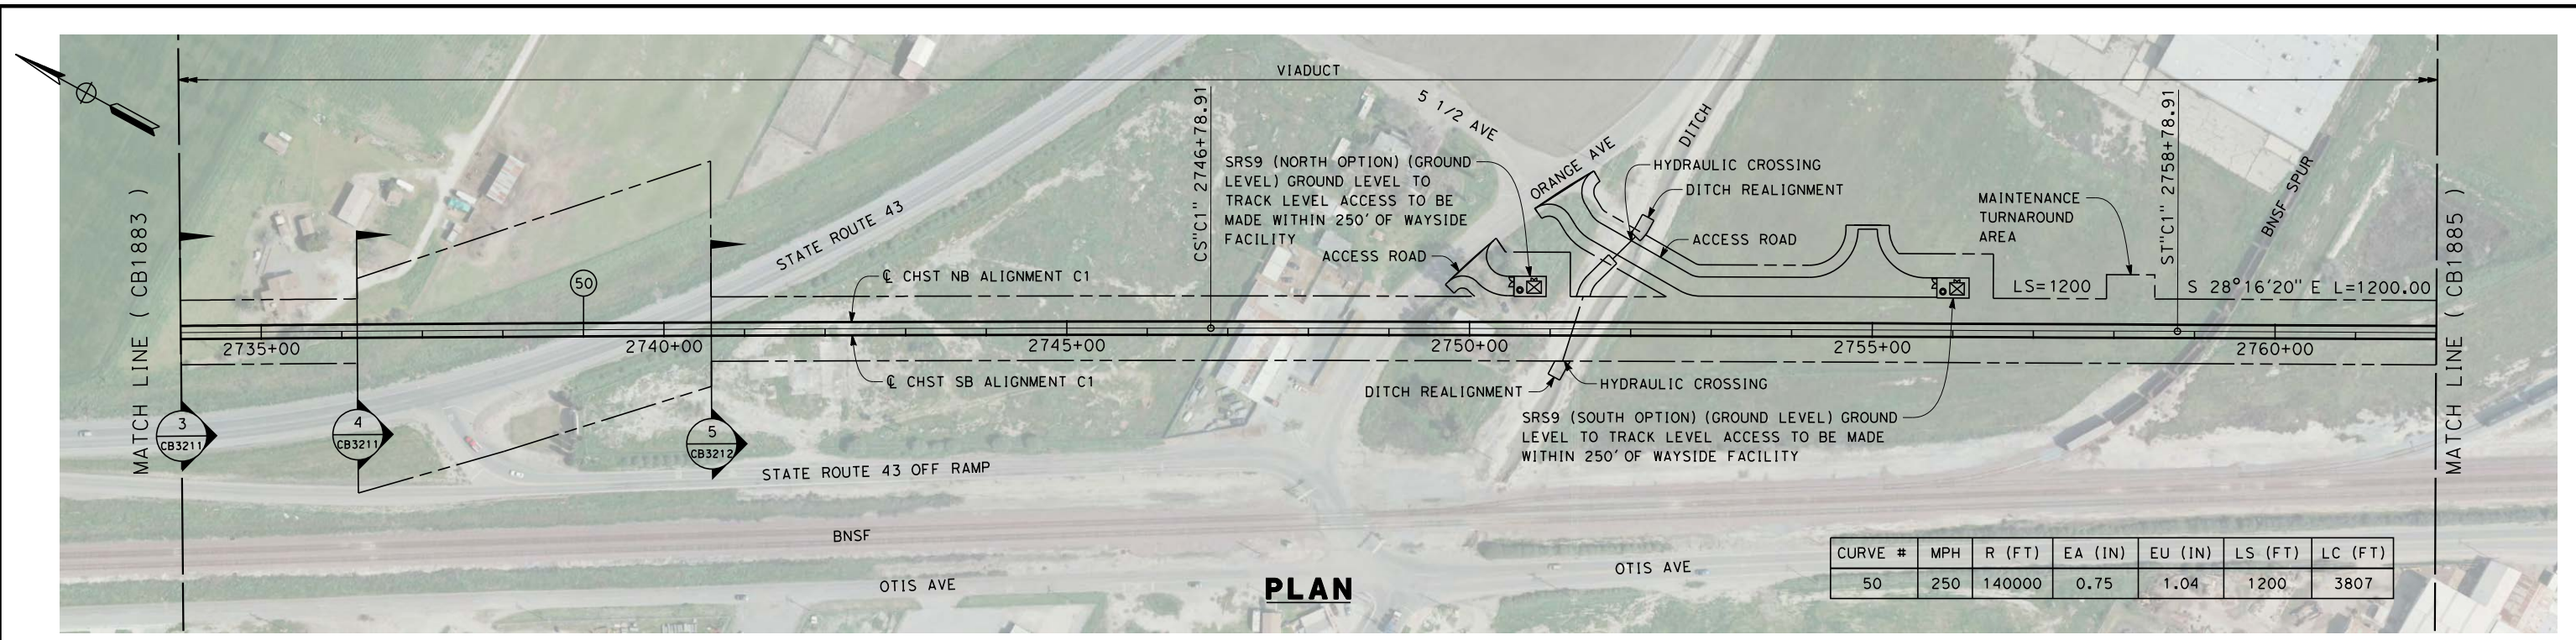 VIADUCT
MATCH LINE ( CB1883 )
STATE ROUTE 43
CS"C1" 2746+78.91
5 1/2 AVE
DITCH
ORANGE AVE
SRS9 (NORTH OPTION) (GROUND
LEVEL) GROUND LEVEL TO
TRACK LEVEL ACCESS TO BE
MADE WITHIN 250' OF WAYSIDE
FACILITY
ACCESS ROAD
HYDRAULIC CROSSING
DITCH REALIGNMENT
ACCESS ROAD
MAINTENANCE
TURNAROUND
AREA
ST"C1" 2758+78.91
BNSF SPUR
MATCH LINE ( CB1885 )
50
℄ CHST NB ALIGNMENT C1
LS=1200
S 28°16'20" E L=1200.00
2735+00
2740+00
2745+00
2750+00
2755+00
2760+00
℄ CHST SB ALIGNMENT C1
DITCH REALIGNMENT
HYDRAULIC CROSSING
SRS9 (SOUTH OPTION) (GROUND LEVEL) GROUND
LEVEL TO TRACK LEVEL ACCESS TO BE MADE
WITHIN 250' OF WAYSIDE FACILITY
3
CB3211
4
CB3211
5
CB3212
STATE ROUTE 43 OFF RAMP
BNSF
OTIS AVE
OTIS AVE
PLAN
CURVE # MPH R (FT) EA (IN) EU (IN) LS (FT) LC (FT)
50 250 140000 0.75 1.04 1200 3807